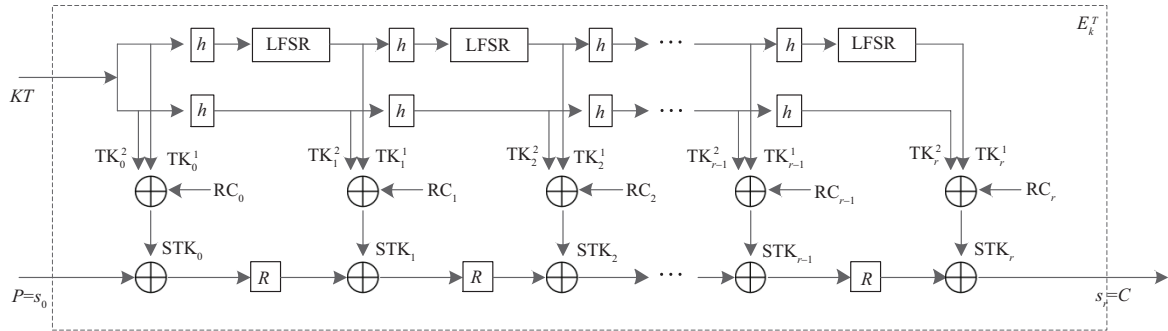 E_k^T
h LFSR h LFSR h ··· h LFSR
KT
h h h ··· h
TK_0^2 TK_0^1 TK_1^2 TK_1^1 TK_2^2 TK_2^1 TK_{r−1}^2 TK_{r−1}^1 TK_r^2 TK_r^1
RC_0 RC_1 RC_2 RC_{r−1} RC_r
STK_0 STK_1 STK_2 STK_{r−1} STK_r
R R ··· R
P=s_0 s_r=C